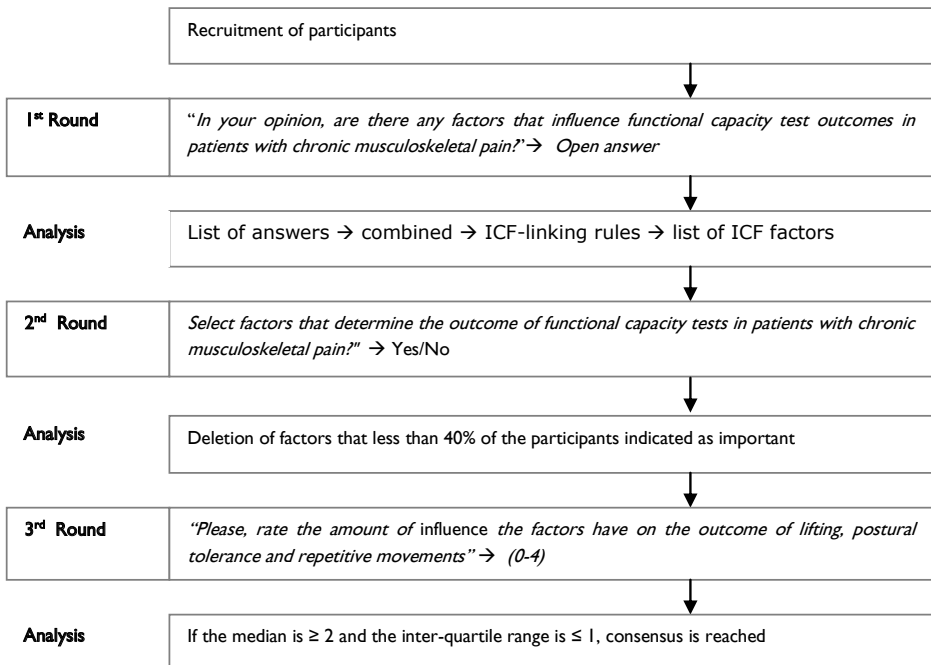 Recruitment of participants
1st Round
“In your opinion, are there any factors that influence functional capacity test outcomes in
patients with chronic musculoskeletal pain?”→ Open answer
Analysis
List of answers → combined → ICF-linking rules → list of ICF factors
2nd Round
Select factors that determine the outcome of functional capacity tests in patients with chronic
musculoskeletal pain?” → Yes/No
Analysis
Deletion of factors that less than 40% of the participants indicated as important
3rd Round
“Please, rate the amount of influence the factors have on the outcome of lifting, postural
tolerance and repetitive movements” → (0-4)
Analysis
If the median is ≥ 2 and the inter-quartile range is ≤ 1, consensus is reached